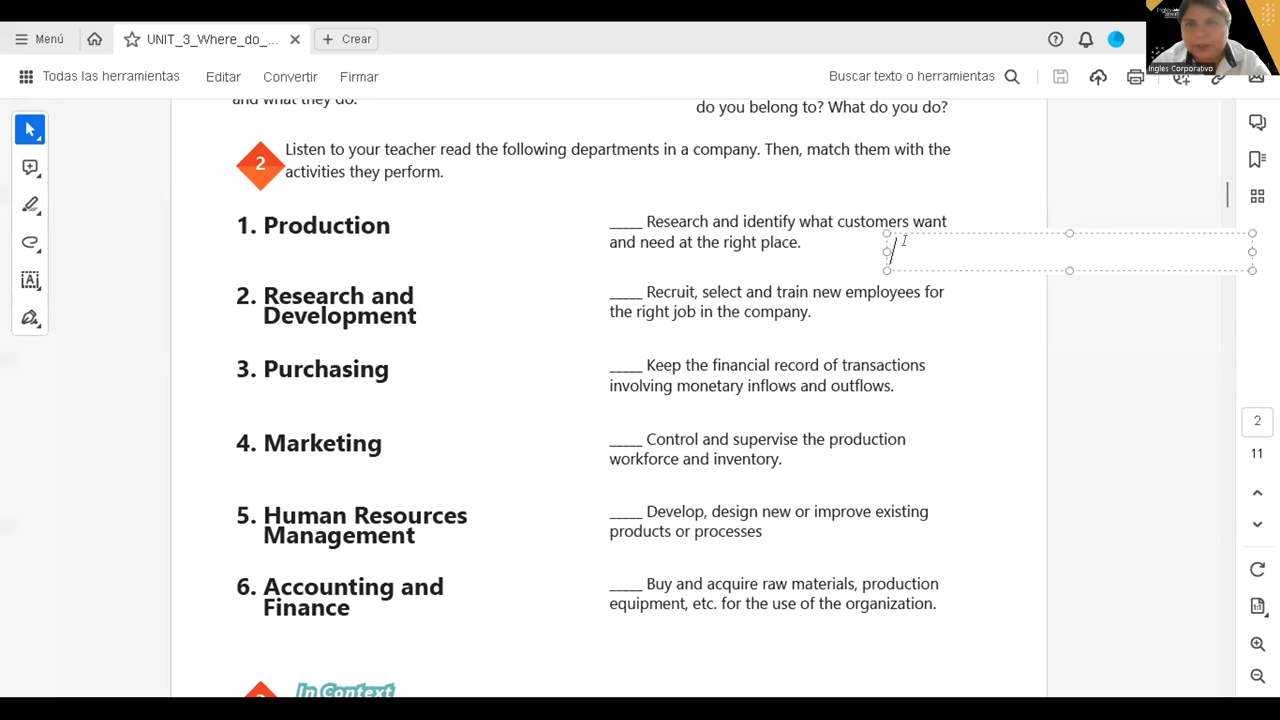 Menú
UNIT_3_Where_do_...
Crear
Todas las herramientas
Editar
Convertir
Firmar
Buscar texto o herramientas
Ingles Corporativo
and what they do.
do you belong to? What do you do?
2
Listen to your teacher read the following departments in a company. Then, match them with the
activities they perform.
1. Production
_____ Research and identify what customers want
and need at the right place.
2. Research and
Development
_____ Recruit, select and train new employees for
the right job in the company.
3. Purchasing
_____ Keep the financial record of transactions
involving monetary inflows and outflows.
4. Marketing
_____ Control and supervise the production
workforce and inventory.
5. Human Resources
Management
_____ Develop, design new or improve existing
products or processes
6. Accounting and
Finance
_____ Buy and acquire raw materials, production
equipment, etc. for the use of the organization.
In Context
2
11